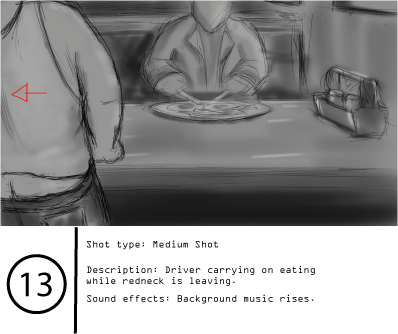 Shot type: Medium Shot
Description: Driver carrying on eating
while redneck is leaving.
13
Sound effects: Background music rises.